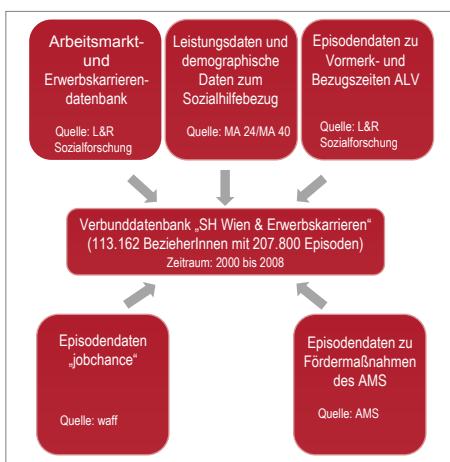 Arbeitsmarkt-
und
Erwerbskarrieren-
datenbank
Quelle: L&R
Sozialforschung
Leistungsdaten und
demographische
Daten zum
Sozialhilfebezug
Quelle: MA 24/MA 40
Episodendaten zu
Vormerk- und
Bezugszeiten ALV
Quelle: L&R
Sozialforschung
Verbunddatenbank „SH Wien & Erwerbskarrieren“
(113.162 BezieherInnen mit 207.800 Episoden)
Zeitraum: 2000 bis 2008
Episodendaten
„jobchance“
Quelle: waff
Episodendaten zu
Fördermaßnahmen
des AMS
Quelle: AMS